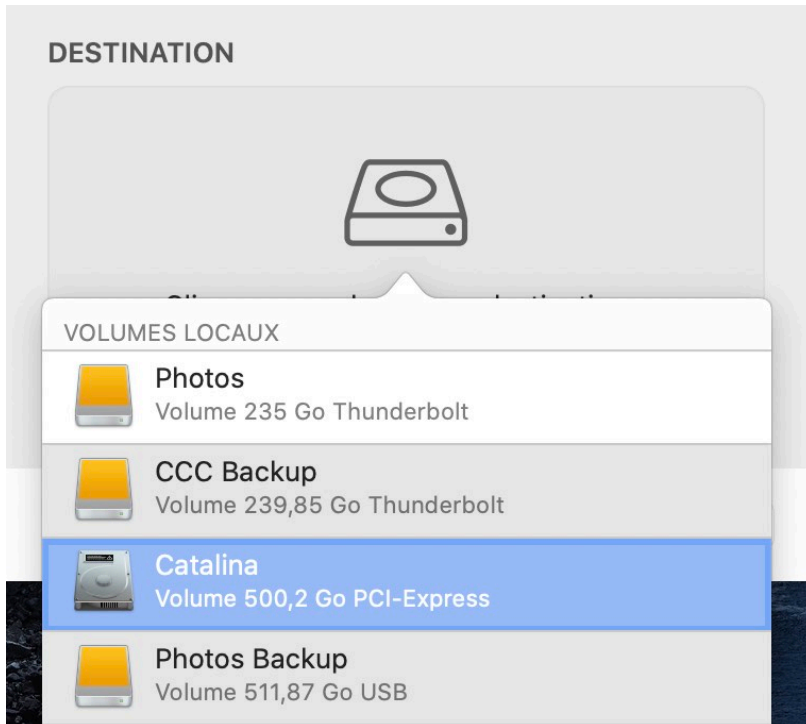 DESTINATION
VOLUMES LOCAUX
Photos
Volume 235 Go Thunderbolt
CCC Backup
Volume 239,85 Go Thunderbolt
Catalina
Volume 500,2 Go PCI-Express
Photos Backup
Volume 511,87 Go USB